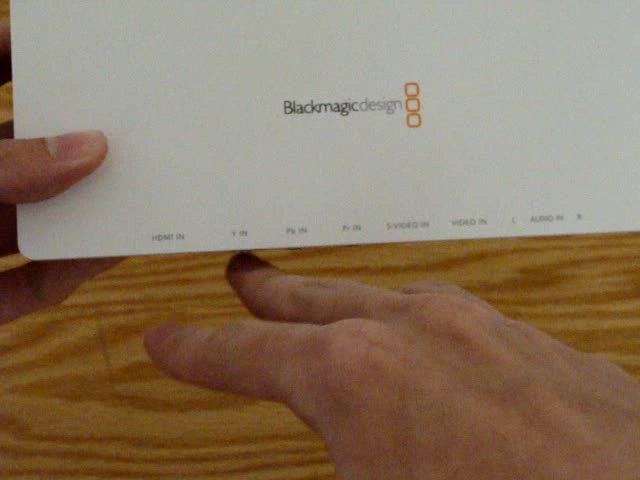 Blackmagicdesign
HDMI IN Y IN Pb IN Pr IN S-VIDEO IN VIDEO IN L AUDIO IN R